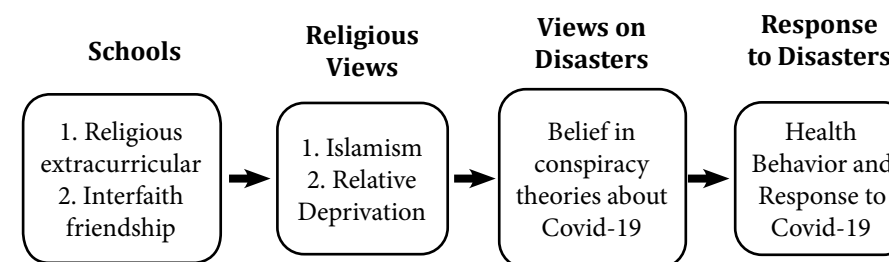 Schools
1. Religious
extracurricular
2. Interfaith
friendship
Religious
Views
1. Islamism
2. Relative
Deprivation
Views on
Disasters
Belief in
conspiracy
theories about
Covid-19
Response
to Disasters
Health
Behavior and
Response to
Covid-19